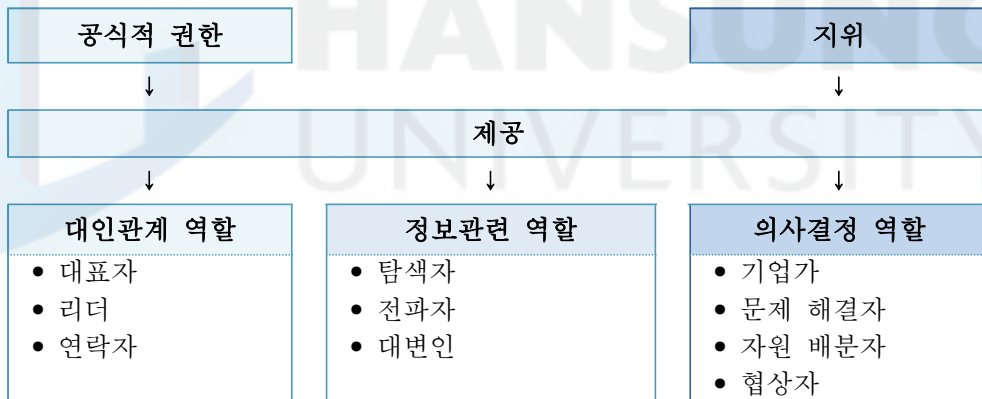 HANSUNG
UNIVERSITY
공식적 권한
지위
↓ ↓
제공
↓ ↓ ↓
대인관계 역할
• 대표자
• 리더
• 연락자
정보관련 역할
• 탐색자
• 전파자
• 대변인
의사결정 역할
• 기업가
• 문제 해결자
• 자원 배분자
• 협상자